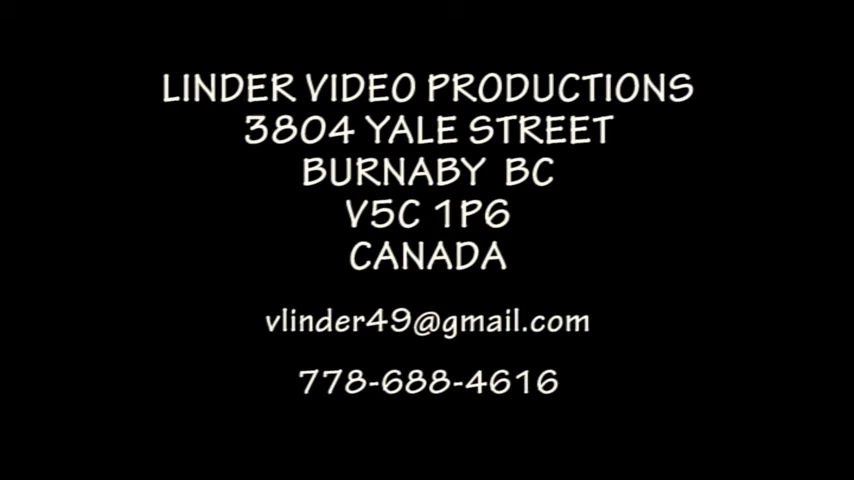 LINDER VIDEO PRODUCTIONS
3804 YALE STREET
BURNABY BC
V5C 1P6
CANADA
vlinder49@gmail.com
778-688-4616